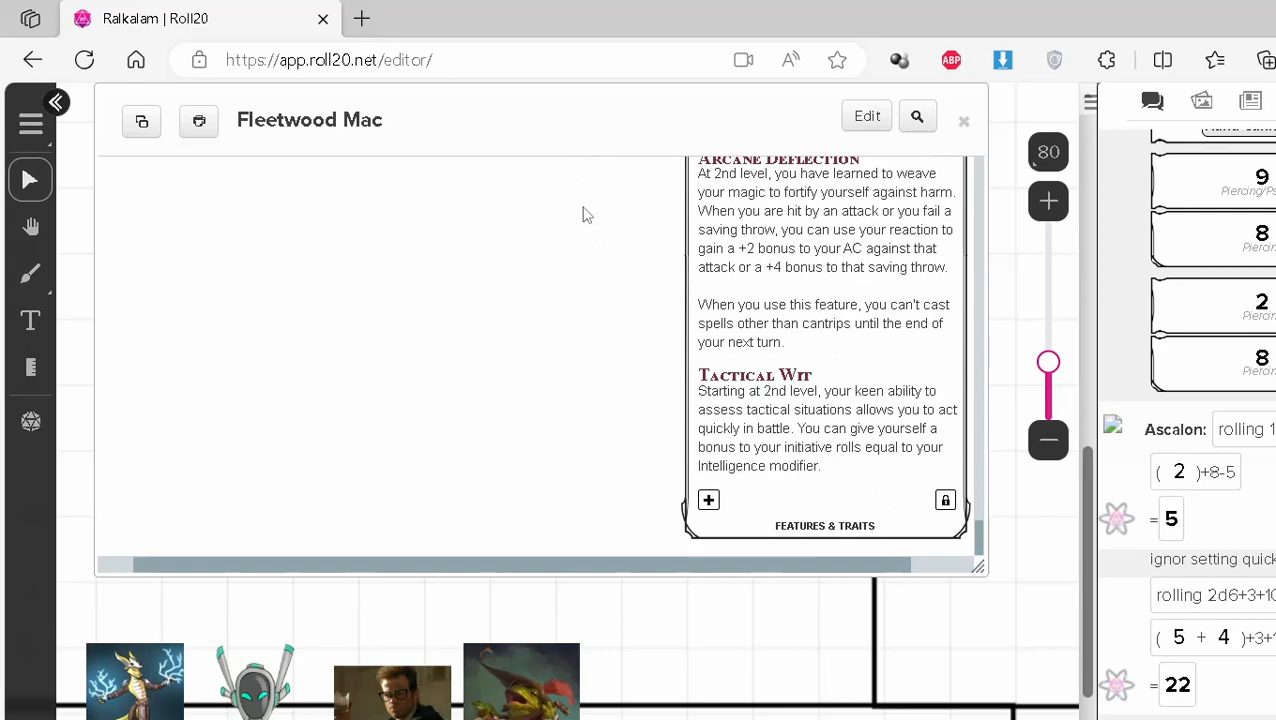 Ralkalam | Roll20
https://app.roll20.net/editor/
ABP
Fleetwood Mac
Edit
80
ARCANE DEFLECTION
At 2nd level, you have learned to weave
your magic to fortify yourself against harm.
When you are hit by an attack or you fail a
saving throw, you can use your reaction to
gain a +2 bonus to your AC against that
attack or a +4 bonus to that saving throw.
When you use this feature, you can't cast
spells other than cantrips until the end of
your next turn.
TACTICAL WIT
Starting at 2nd level, your keen ability to
assess tactical situations allows you to act
quickly in battle. You can give yourself a
bonus to your initiative rolls equal to your
Intelligence modifier.
FEATURES & TRAITS
9
Piercing/Ps
8
Piercin
2
Piercin
8
Piercin
Ascalon: rolling 1
( 2 )+8-5
= 5
ignor setting quick
rolling 2d6+3+10
( 5 + 4 )+3+1
= 22